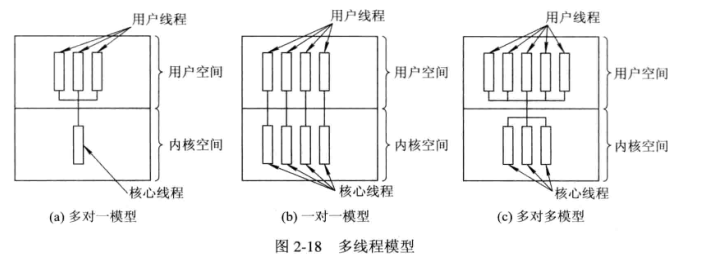 用户线程
用户空间
内核空间
核心线程
(a) 多对一模型
用户线程
用户空间
内核空间
核心线程
(b) 一对一模型
用户线程
用户空间
内核空间
核心线程
(c) 多对多模型
图 2-18 多线程模型